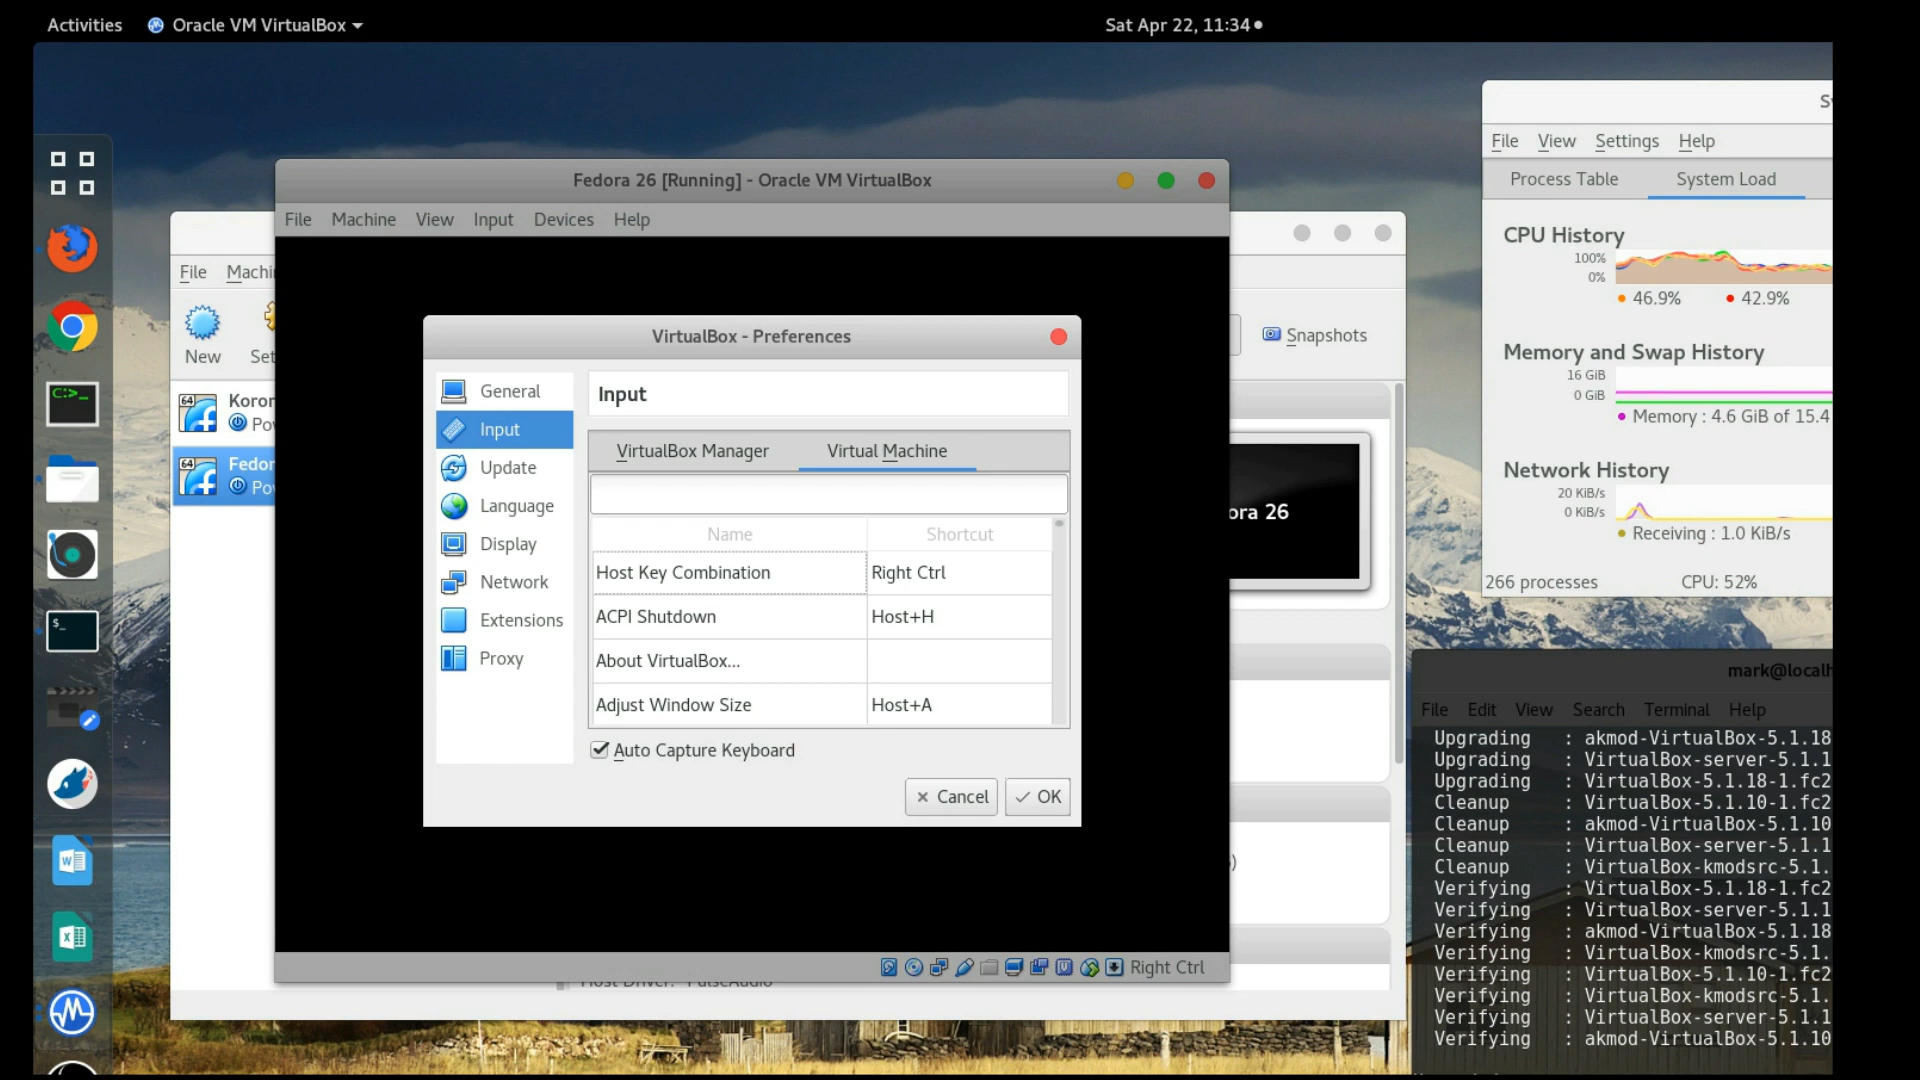 Activities
Oracle VM VirtualBox
Sat Apr 22, 11:34
File View Settings Help
Process Table System Load
CPU History
100%
0%
46.9% 42.9%
Memory and Swap History
16 GiB
0 GiB
Memory : 4.6 GiB of 15.4
Network History
20 KiB/s
0 KiB/s
Receiving : 1.0 KiB/s
266 processes CPU: 52%
Fedora 26 [Running] - Oracle VM VirtualBox
File Machine View Input Devices Help
File Machi
New Set
Snapshots
64
Koror
Pov
64
Fedor
Pov
ora 26
VirtualBox - Preferences
General
Input
Update
Language
Display
Network
Extensions
Proxy
Input
VirtualBox Manager Virtual Machine
Name Shortcut
Host Key Combination Right Ctrl
ACPI Shutdown Host+H
About VirtualBox...
Adjust Window Size Host+A
Auto Capture Keyboard
Cancel OK
Right Ctrl
mark@localh
File Edit View Search Terminal Help
Upgrading : akmod-VirtualBox-5.1.18
Upgrading : VirtualBox-server-5.1.1
Upgrading : VirtualBox-5.1.18-1.fc2
Cleanup : VirtualBox-5.1.10-1.fc2
Cleanup : akmod-VirtualBox-5.1.10
Cleanup : VirtualBox-server-5.1.1
Cleanup : VirtualBox-kmodsrc-5.1.
Verifying : VirtualBox-5.1.18-1.fc2
Verifying : VirtualBox-server-5.1.1
Verifying : akmod-VirtualBox-5.1.18
Verifying : VirtualBox-kmodsrc-5.1.
Verifying : VirtualBox-5.1.10-1.fc2
Verifying : VirtualBox-kmodsrc-5.1.
Verifying : VirtualBox-server-5.1.1
Verifying : akmod-VirtualBox-5.1.10